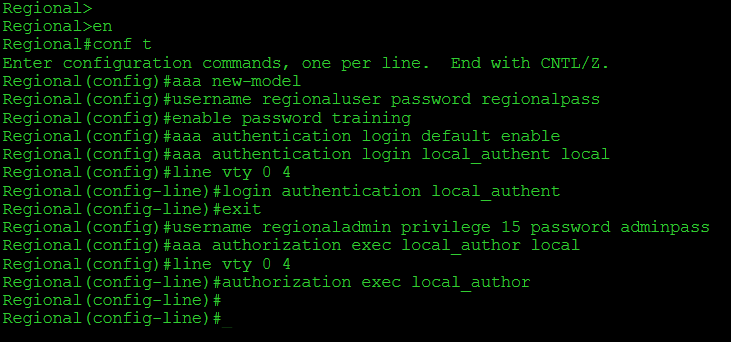 Regional>
Regional>en
Regional#conf t
Enter configuration commands, one per line.  End with CNTL/Z.
Regional(config)#aaa new-model
Regional(config)#username regionaluser password regionalpass
Regional(config)#enable password training
Regional(config)#aaa authentication login default enable
Regional(config)#aaa authentication login local_authent local
Regional(config)#line vty 0 4
Regional(config-line)#login authentication local_authent
Regional(config-line)#exit
Regional(config)#username regionaladmin privilege 15 password adminpass
Regional(config)#aaa authorization exec local_author local
Regional(config)#line vty 0 4
Regional(config-line)#authorization exec local_author
Regional(config-line)#
Regional(config-line)#_